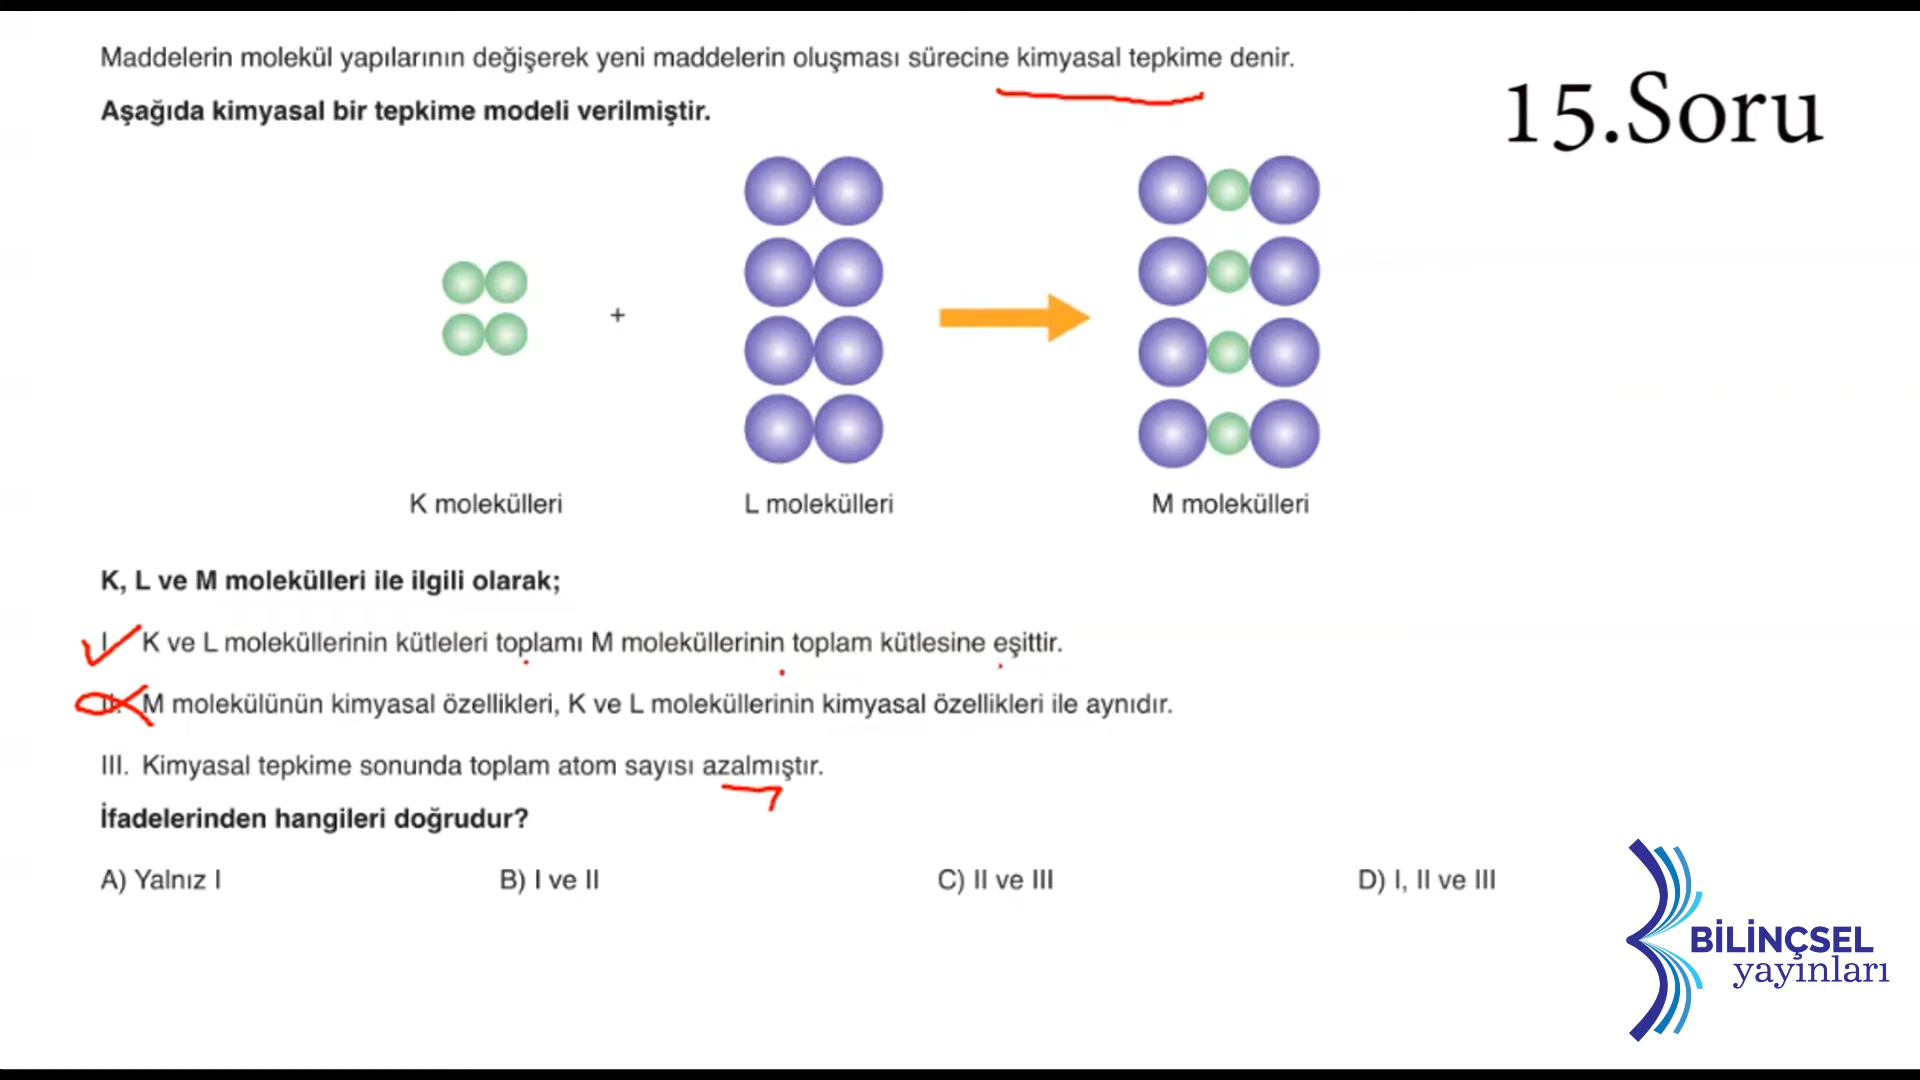 Maddelerin molekül yapılarının değişerek yeni maddelerin oluşması sürecine kimyasal tepkime denir.
15.Soru
Aşağıda kimyasal bir tepkime modeli verilmiştir.
+
K molekülleri
L molekülleri
M molekülleri
K, L ve M molekülleri ile ilgili olarak;
I. K ve L moleküllerinin kütleleri toplamı M moleküllerinin toplam kütlesine eşittir.
II. M molekülünün kimyasal özellikleri, K ve L moleküllerinin kimyasal özellikleri ile aynıdır.
III. Kimyasal tepkime sonunda toplam atom sayısı azalmıştır.
İfadelerinden hangileri doğrudur?
A) Yalnız I
B) I ve II
C) II ve III
D) I, II ve III
BİLİNÇSEL
yayınları